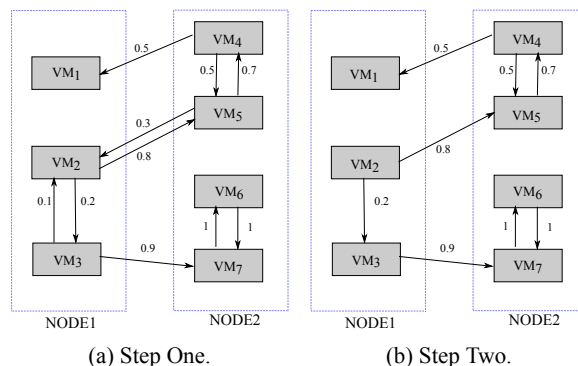 VM4
0.5
VM1
0.5
0.7
VM5
0.3
0.8
VM2
0.1
0.2
VM6
1
1
VM3
0.9
VM7
NODE1
NODE2
(a) Step One.
VM4
0.5
VM1
0.5
0.7
VM5
0.8
VM2
0.2
VM6
1
1
VM3
0.9
VM7
NODE1
NODE2
(b) Step Two.